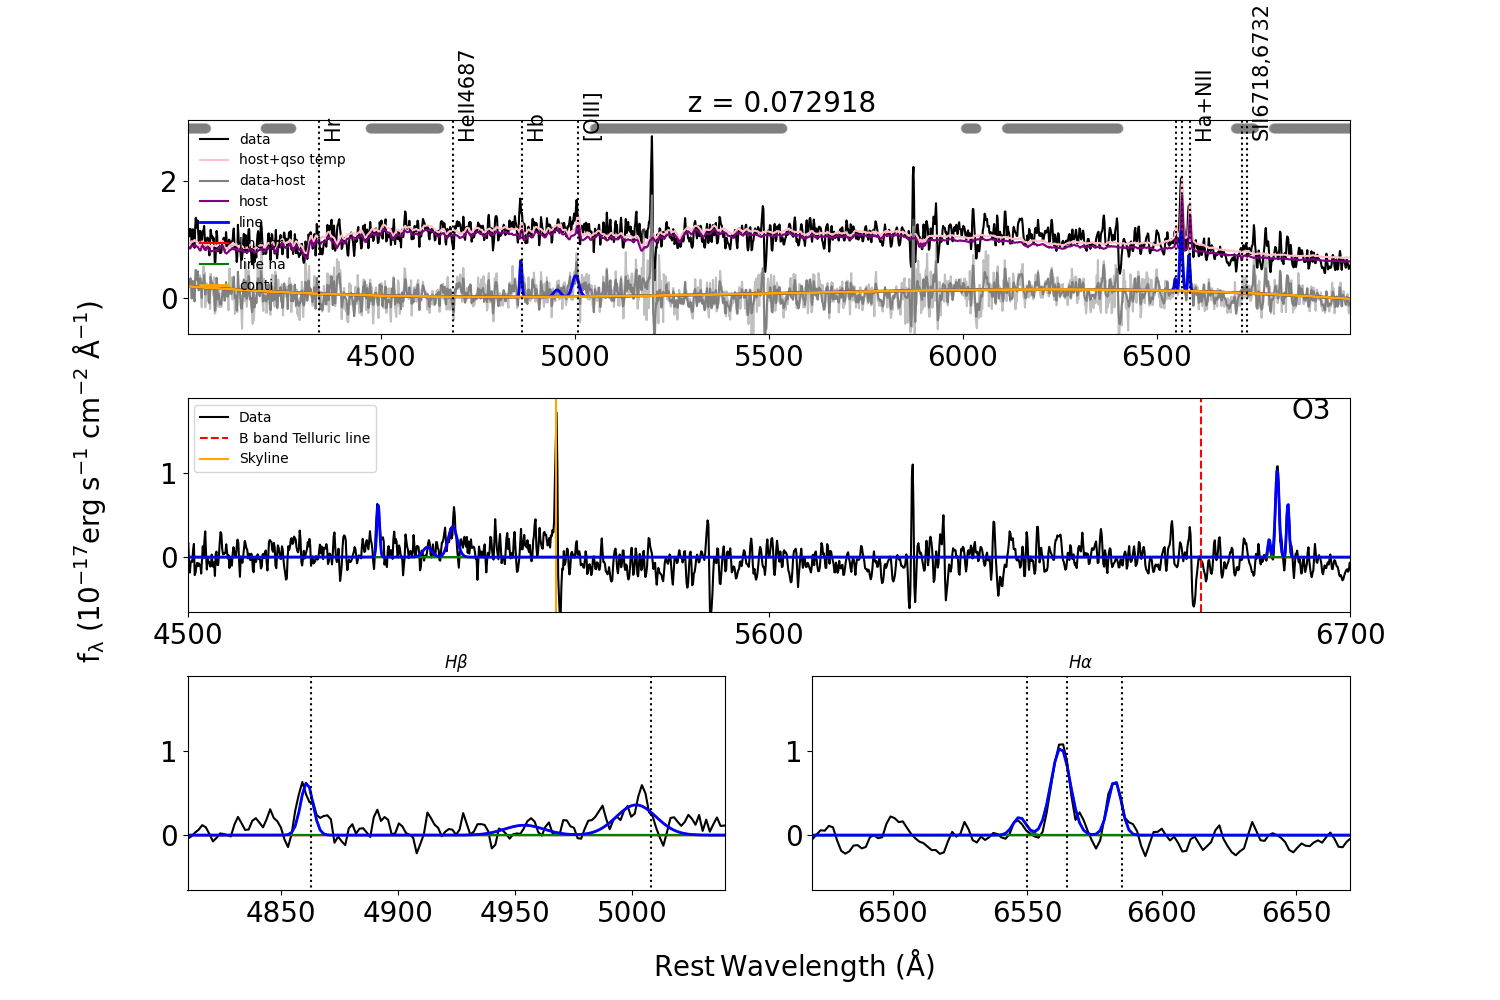 z = 0.072918
Hr
HeII4687
Hb
[OIII]
Ha+NII
SII6718,6732
data
host+qso temp
data-host
host
line
line ha
conti
2
0
4500 5000 5500 6000 6500
O3
Data
B band Telluric line
Skyline
1
0
4500 5600 6700
fλ (10⁻¹⁷erg s⁻¹ cm⁻² Å⁻¹)
Hβ
1
0
4850 4900 4950 5000
Hα
1
0
6500 6550 6600 6650
Rest Wavelength (Å)